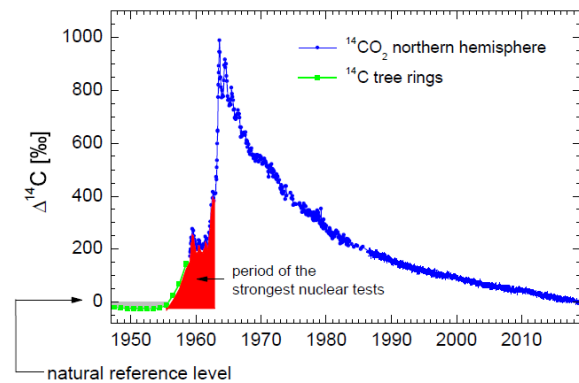 1000
800
600
400
200
0
Δ¹⁴C [‰]
¹⁴CO₂ northern hemisphere
¹⁴C tree rings
period of the
strongest nuclear tests
1950 1960 1970 1980 1990 2000 2010
natural reference level